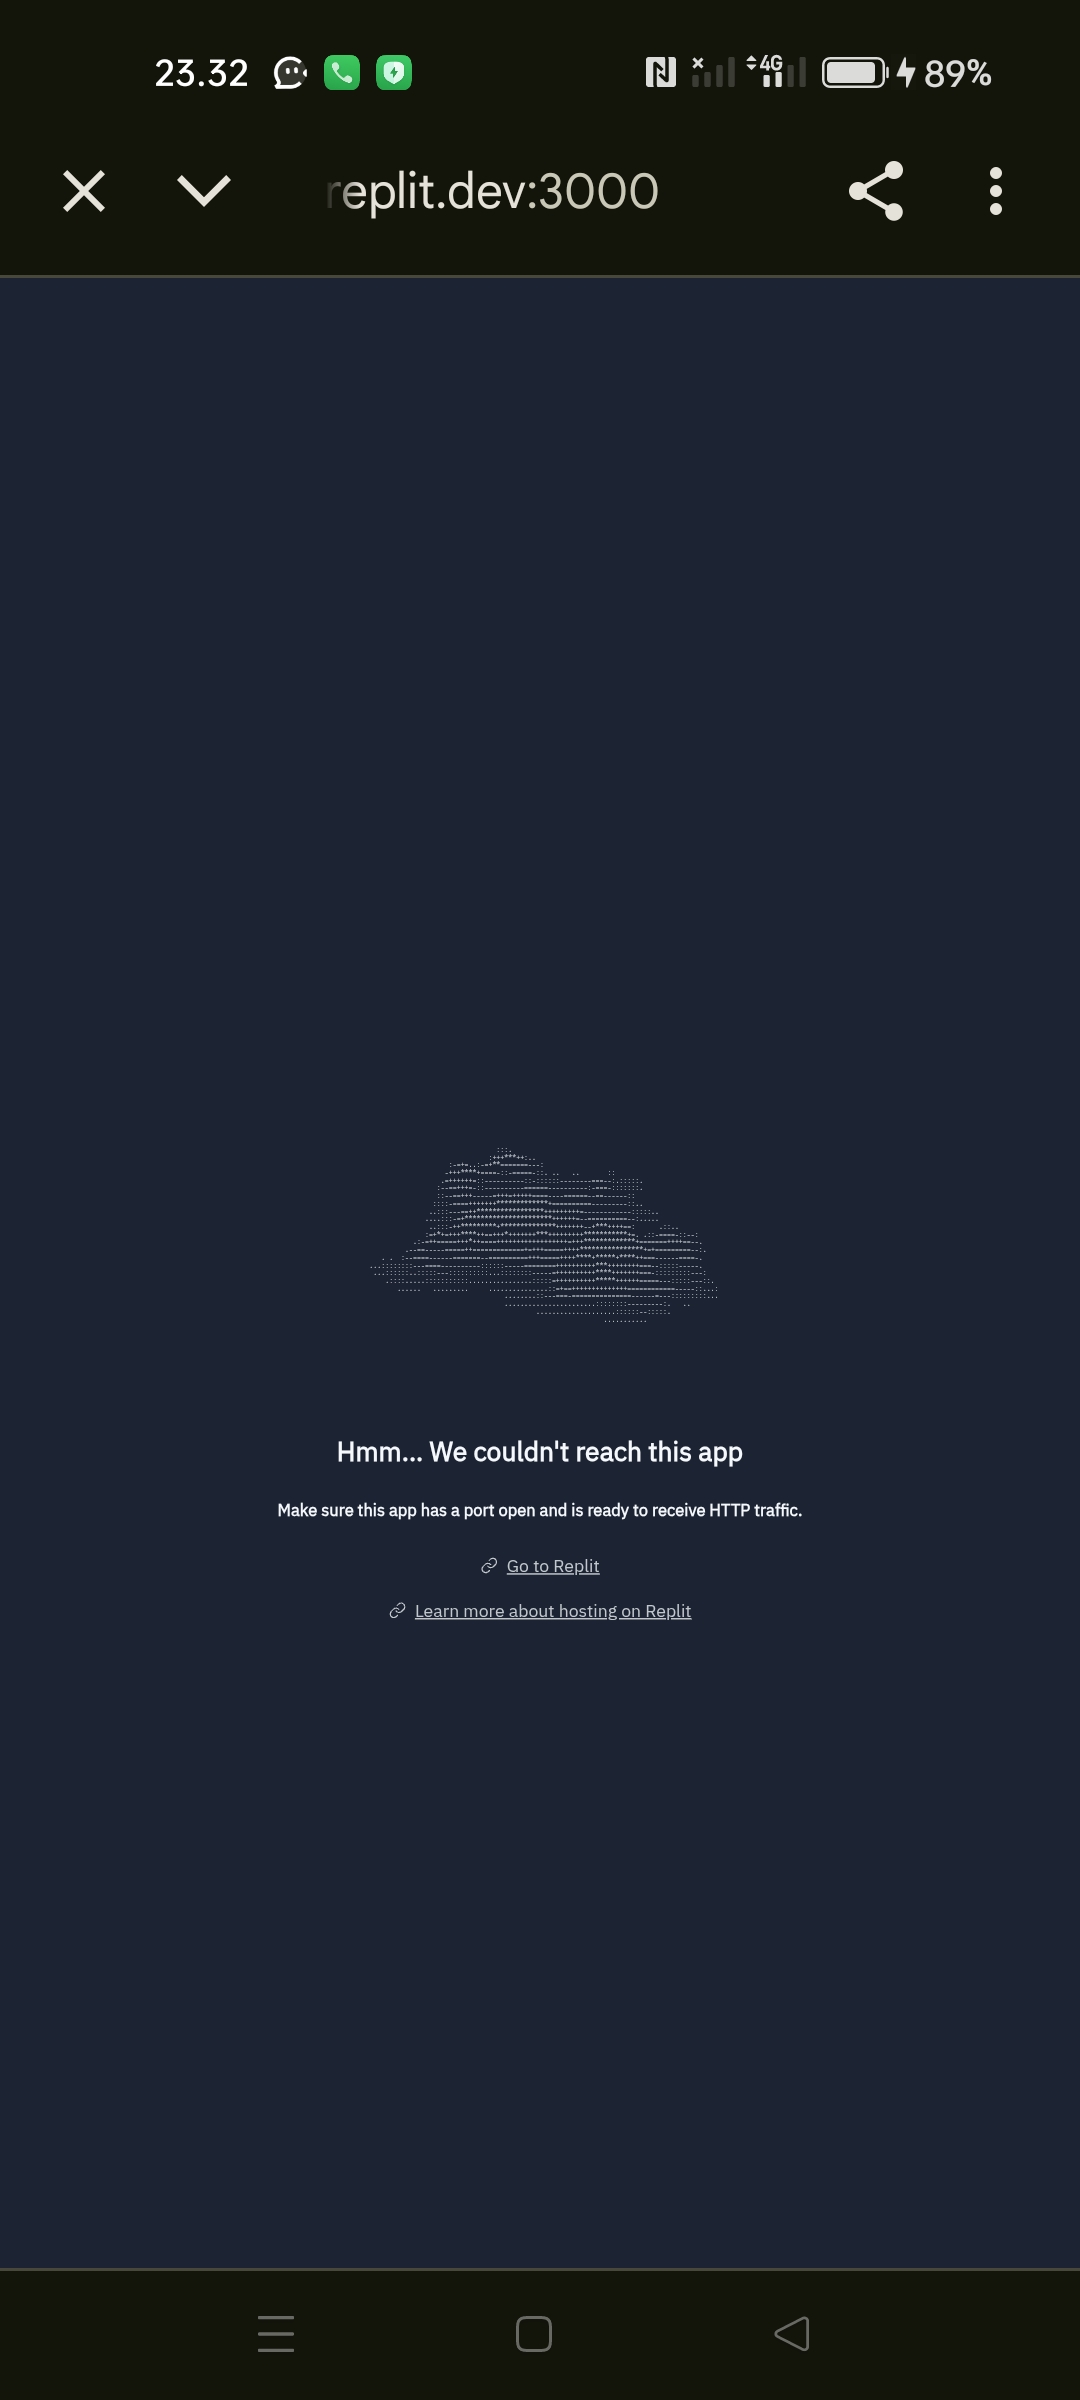 23.32
4G
89%
replit.dev:3000
Hmm... We couldn't reach this app
Make sure this app has a port open and is ready to receive HTTP traffic.
Go to Replit
Learn more about hosting on Replit